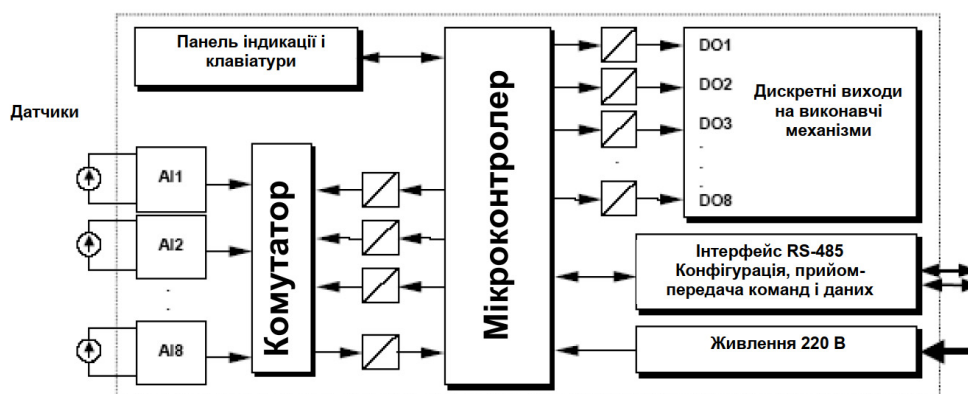 Панель індикації і
клавіатури
Датчики
AI1
AI2
AI8
Комутатор
Мікроконтролер
DO1
DO2
DO3
DO8
Дискретні виходи
на виконавчі
механізми
Інтерфейс RS-485
Конфігурація, прийом-
передача команд і даних
Живлення 220 В